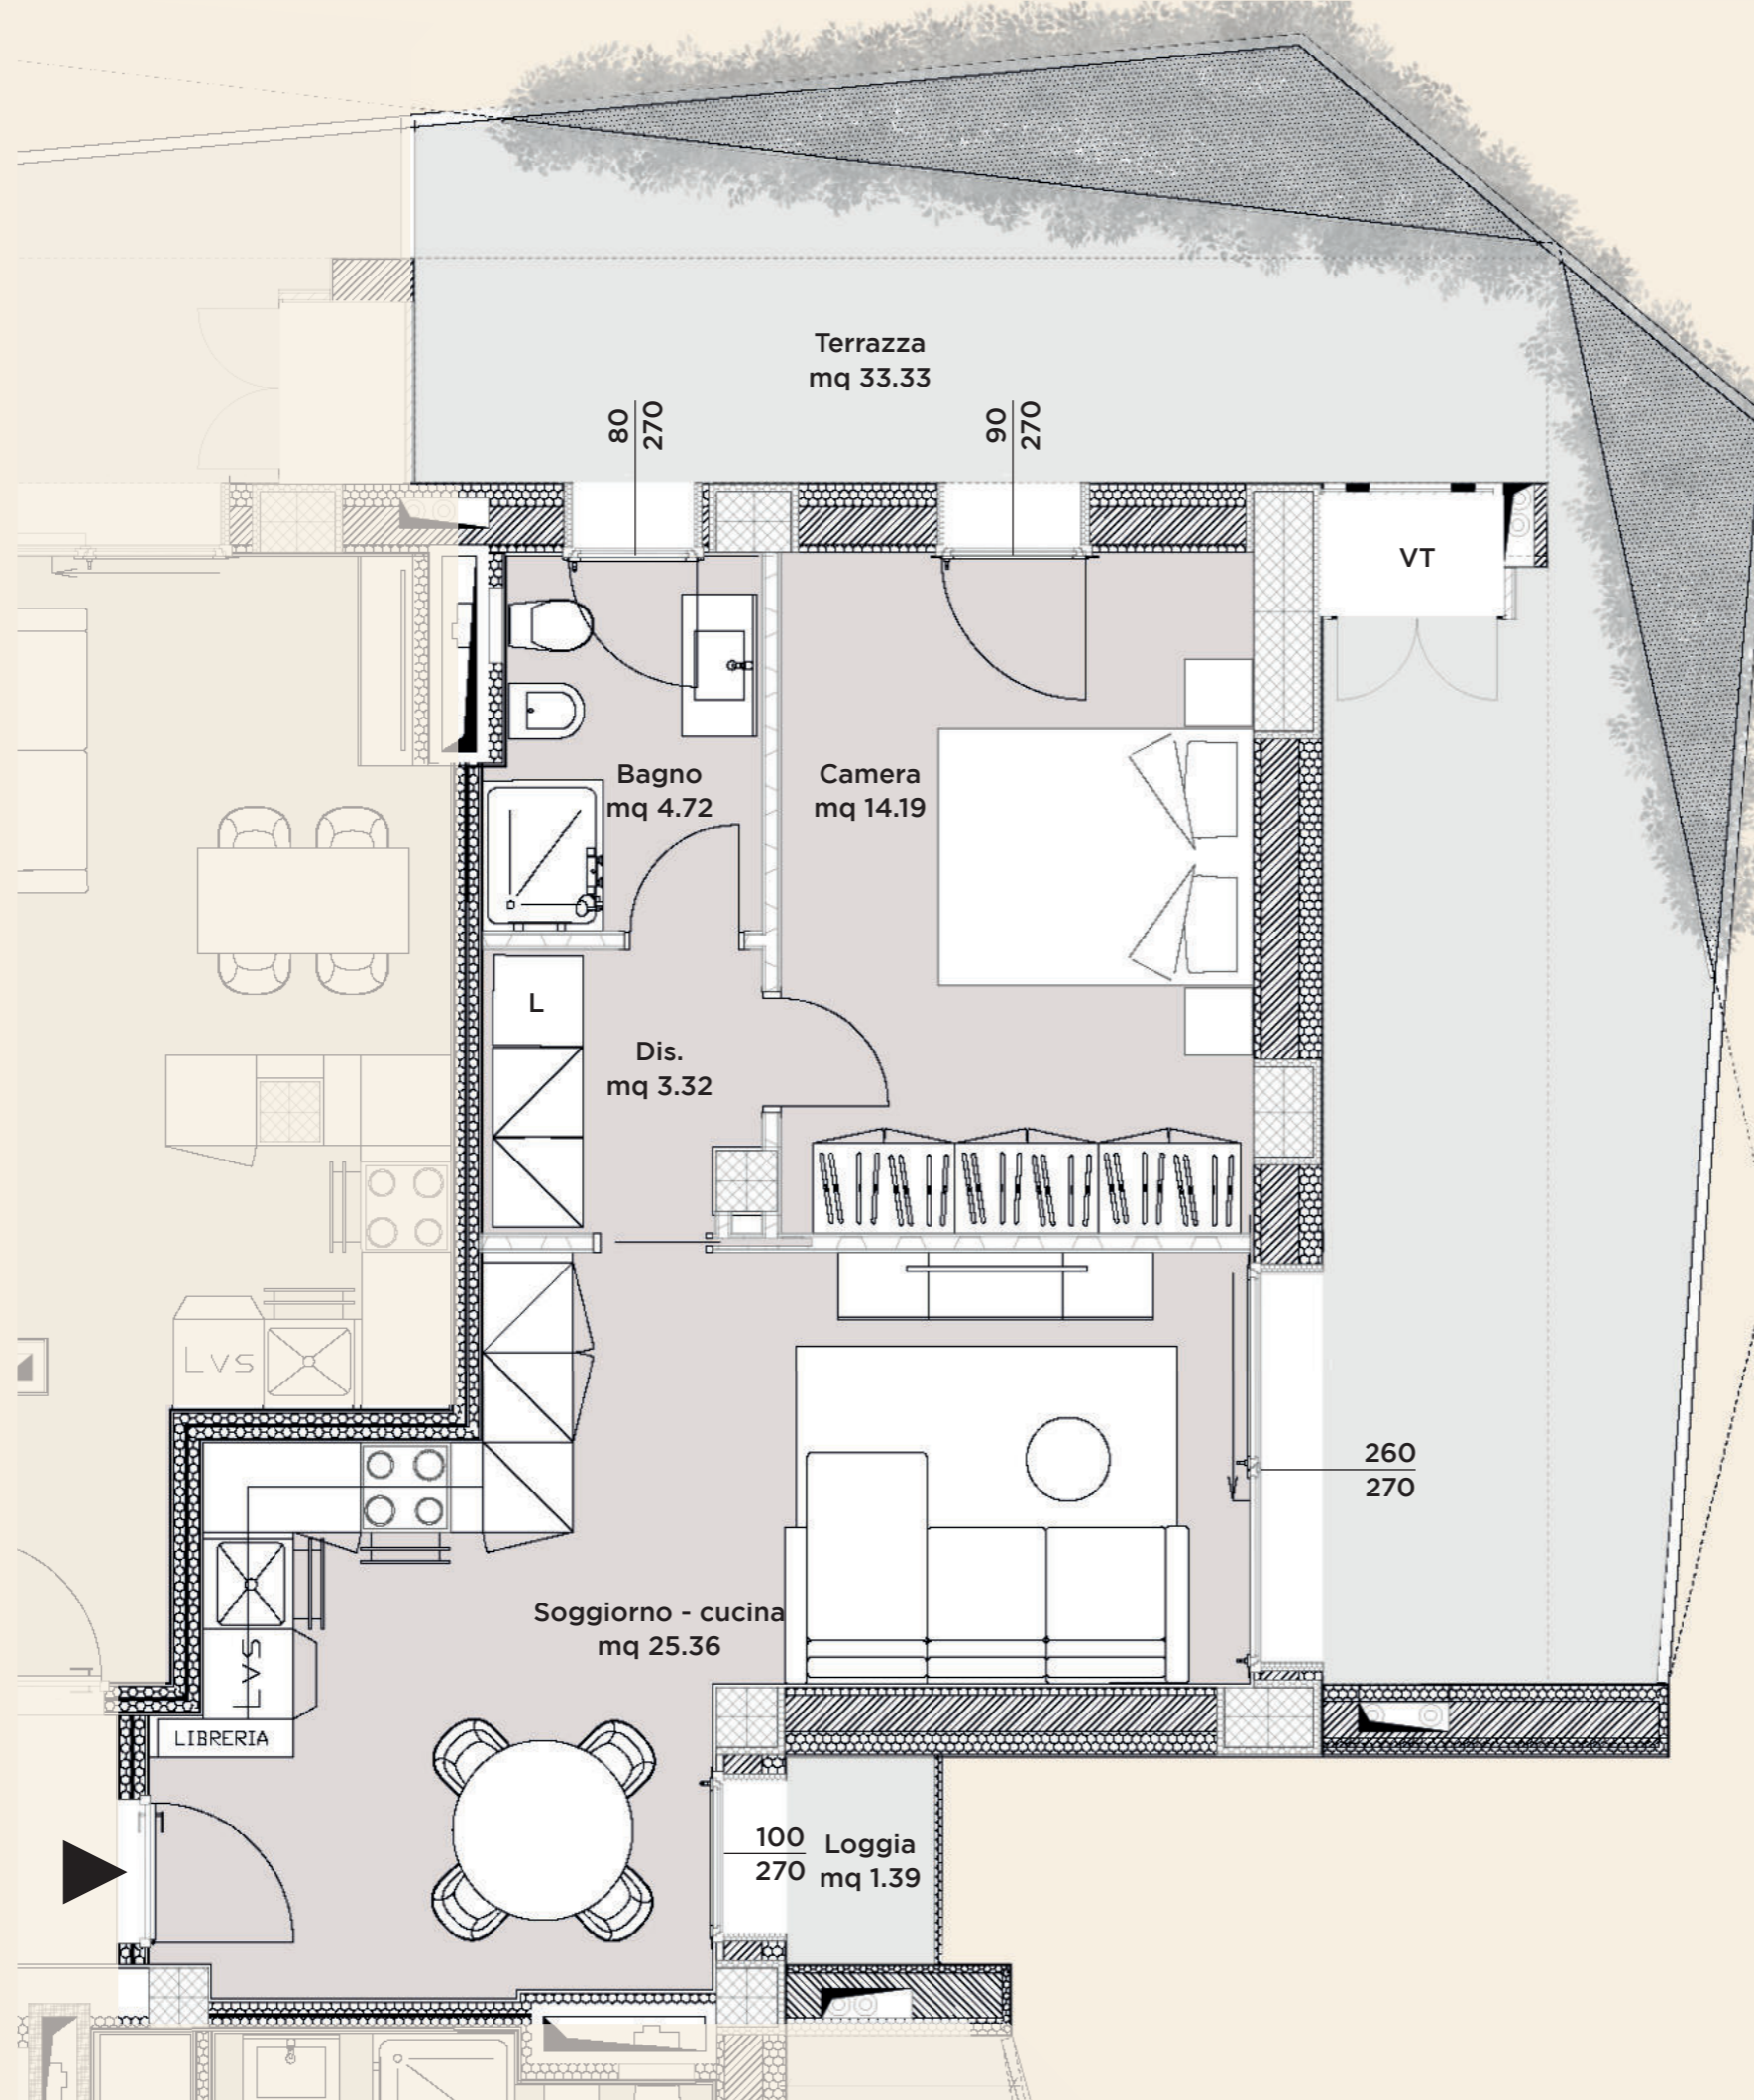 Terrazza
mq 33.33
80
270
90
270
VT
Bagno
mq 4.72
Camera
mq 14.19
L
Dis.
mq 3.32
LVS
260
270
Soggiorno - cucina
mq 25.36
LVS
LIBRERIA
100
270
Loggia
mq 1.39